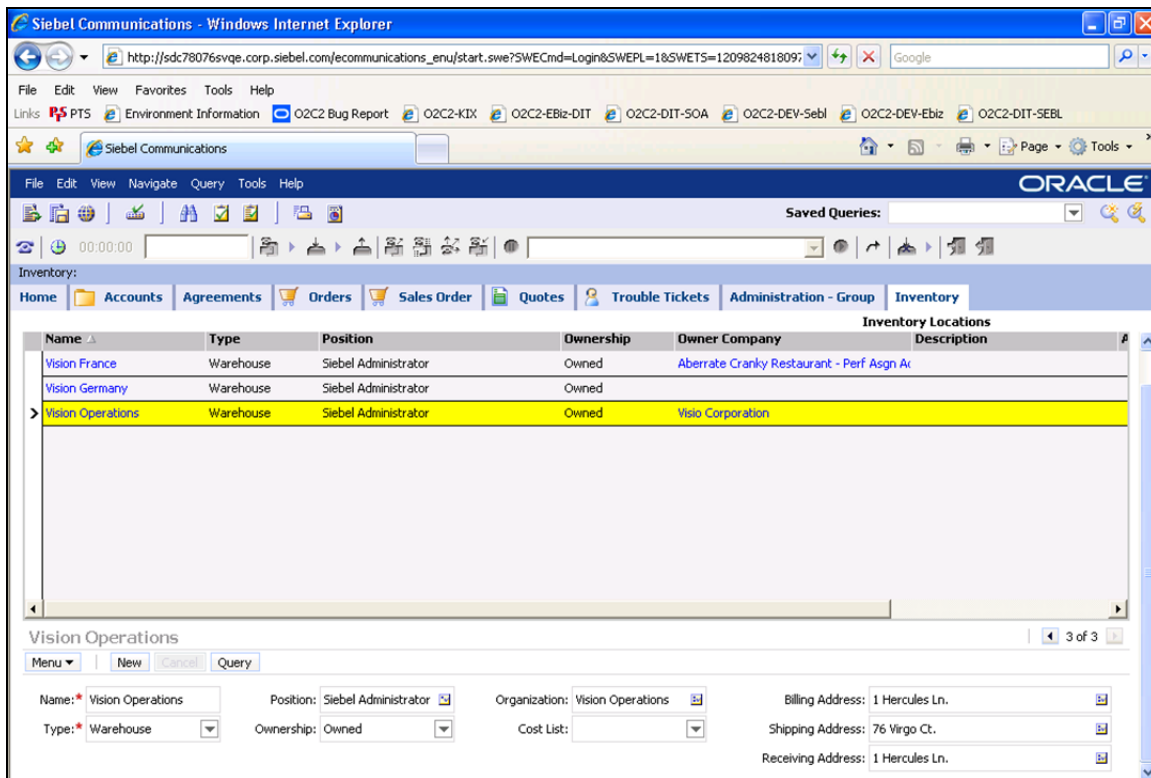 Siebel Communications - Windows Internet Explorer
http://sdc78076svqe.corp.siebel.com/ecommunications_enu/start.swe?SWECmd=Login&SWEPL=1&SWETS=1209824818097 Google
File Edit View Favorites Tools Help
Links PTS Environment Information O2C2 Bug Report O2C2-KIX O2C2-EBiz-DIT O2C2-DIT-SOA O2C2-DEV-Sebl O2C2-DEV-Ebiz O2C2-DIT-SEBL
Siebel Communications Page Tools
File Edit View Navigate Query Tools Help ORACLE
Saved Queries:
00:00:00
Inventory:
Home Accounts Agreements Orders Sales Order Quotes Trouble Tickets Administration - Group Inventory
Inventory Locations
Name Type Position Ownership Owner Company Description A
Vision France Warehouse Siebel Administrator Owned Aberrate Cranky Restaurant - Perf Asgn Ac
Vision Germany Warehouse Siebel Administrator Owned
Vision Operations Warehouse Siebel Administrator Owned Visio Corporation
Vision Operations 3 of 3
Menu New Cancel Query
Name:* Vision Operations Position: Siebel Administrator Organization: Vision Operations Billing Address: 1 Hercules Ln.
Type:* Warehouse Ownership: Owned Cost List: Shipping Address: 76 Virgo Ct.
Receiving Address: 1 Hercules Ln.